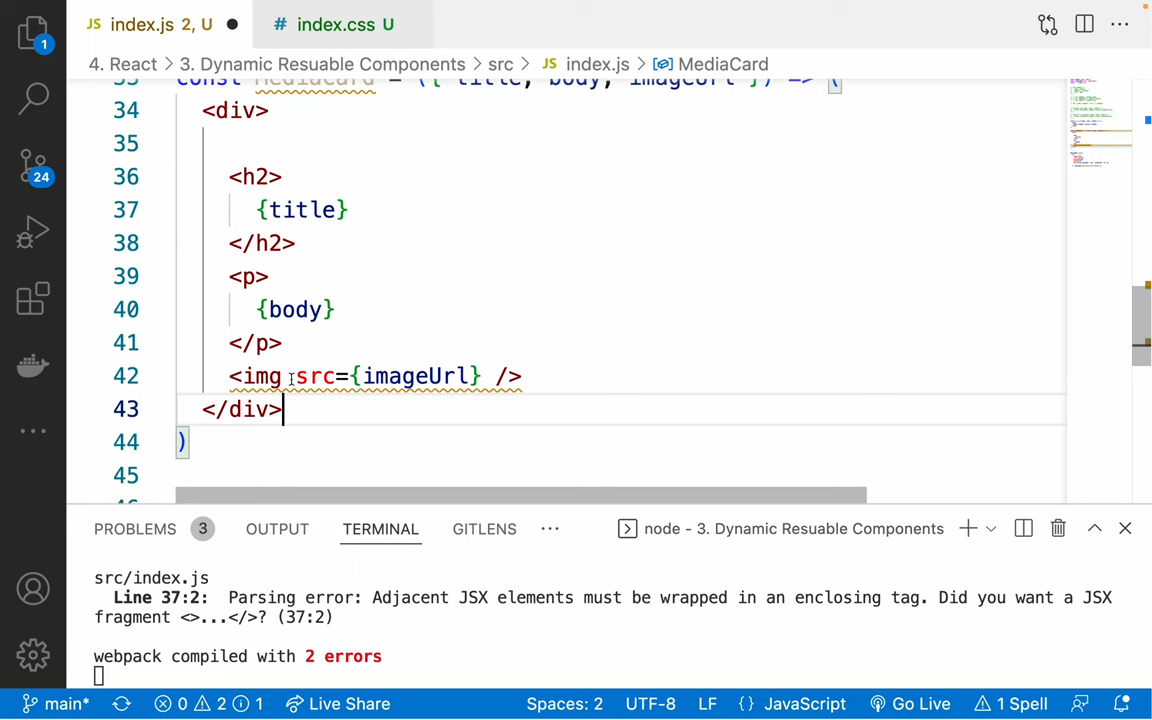 JS index.js 2, U # index.css U
4. React > 3. Dynamic Resuable Components > src > JS index.js > MediaCard
1
24
33 const MediaCard = ({ title, body, imageUrl }) => (
34 <div>
35
36 <h2>
37 {title}
38 </h2>
39 <p>
40 {body}
41 </p>
42 <img src={imageUrl} />
43 </div>
44 )
45
PROBLEMS 3 OUTPUT TERMINAL GITLENS ··· node - 3. Dynamic Resuable Components
src/index.js
Line 37:2: Parsing error: Adjacent JSX elements must be wrapped in an enclosing tag. Did you want a JSX
fragment <>...</>? (37:2)
webpack compiled with 2 errors
main* 0 2 1 Live Share Spaces: 2 UTF-8 LF {} JavaScript Go Live 1 Spell